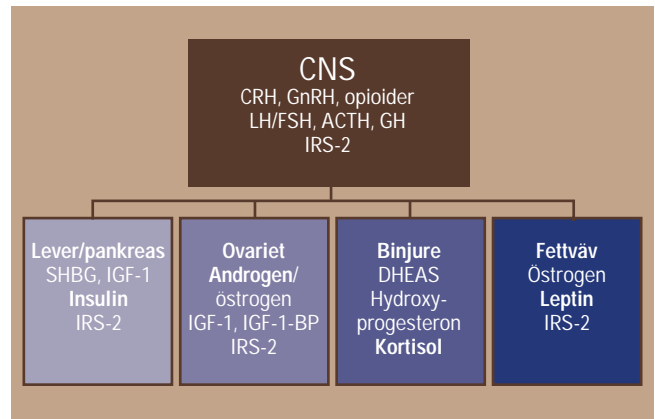 CNS
CRH, GnRH, opioider
LH/FSH, ACTH, GH
IRS-2
Lever/pankreas
SHBG, IGF-1
Insulin
IRS-2
Ovariet
Androgen/
östrogen
IGF-1, IGF-1-BP
IRS-2
Binjure
DHEAS
Hydroxy-
progesteron
Kortisol
Fettväv
Östrogen
Leptin
IRS-2